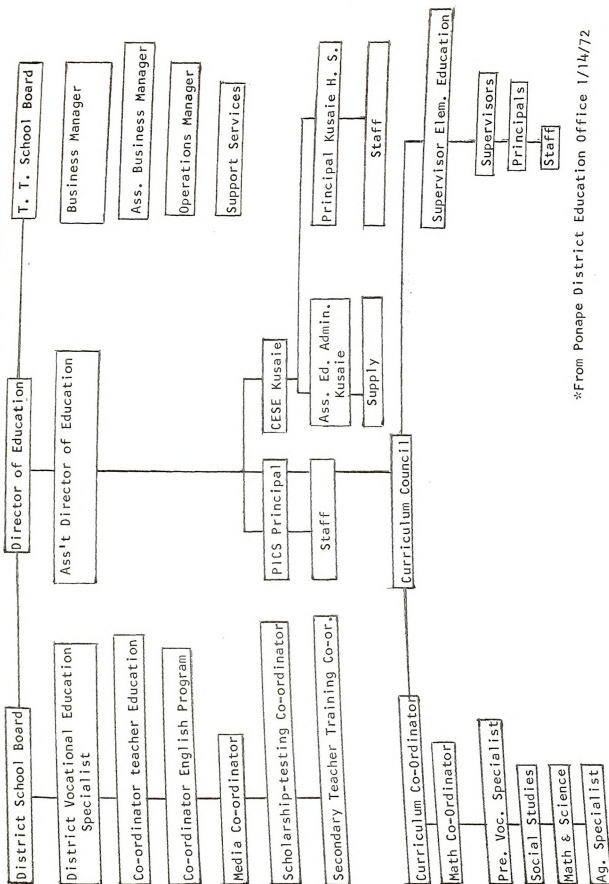 District School Board
Director of Education
T. T. School Board
District Vocational Education
Specialist
Co-ordinator teacher Education
Co-ordinator English Program
Media Co-ordinator
Scholarship-testing Co-ordinator
Secondary Teacher Training Co-or.
Ass't Director of Education
Business Manager
Ass. Business Manager
Operations Manager
Support Services
PICS Principal
Staff
CESE Kusaie
Ass. Ed. Admin.
Kusaie
Supply
Principal Kusaie H. S.
Staff
Curriculum Council
Curriculum Co-Ordinator
Math Co-Ordinator
Pre. Voc. Specialist
Social Studies
Math & Science
Ag. Specialist
Supervisor Elem. Education
Supervisors
Principals
Staff
*From Ponape District Education Office 1/14/72